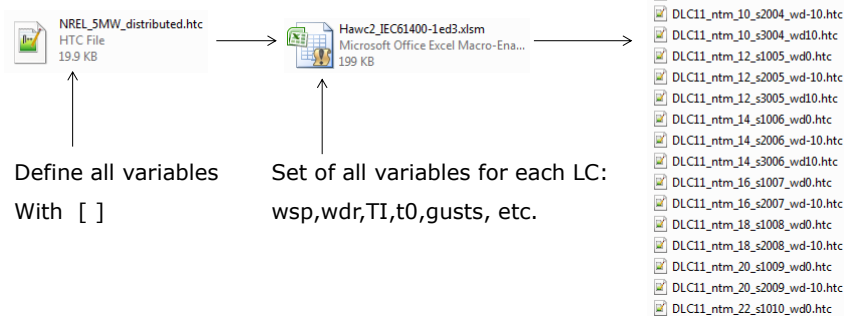 NREL_5MW_distributed.htc
HTC File
19.9 KB
Hawc2_IEC61400-1ed3.xlsm
Microsoft Office Excel Macro-Ena...
199 KB
Define all variables
With [ ]
Set of all variables for each LC:
wsp,wdr,TI,t0,gusts, etc.
DLC11_ntm_10_s2004_wd-10.htc
DLC11_ntm_10_s3004_wd10.htc
DLC11_ntm_12_s1005_wd0.htc
DLC11_ntm_12_s2005_wd-10.htc
DLC11_ntm_12_s3005_wd10.htc
DLC11_ntm_14_s1006_wd0.htc
DLC11_ntm_14_s2006_wd-10.htc
DLC11_ntm_14_s3006_wd10.htc
DLC11_ntm_16_s1007_wd0.htc
DLC11_ntm_16_s2007_wd-10.htc
DLC11_ntm_18_s1008_wd0.htc
DLC11_ntm_18_s2008_wd-10.htc
DLC11_ntm_20_s1009_wd0.htc
DLC11_ntm_20_s2009_wd-10.htc
DLC11_ntm_22_s1010_wd0.htc